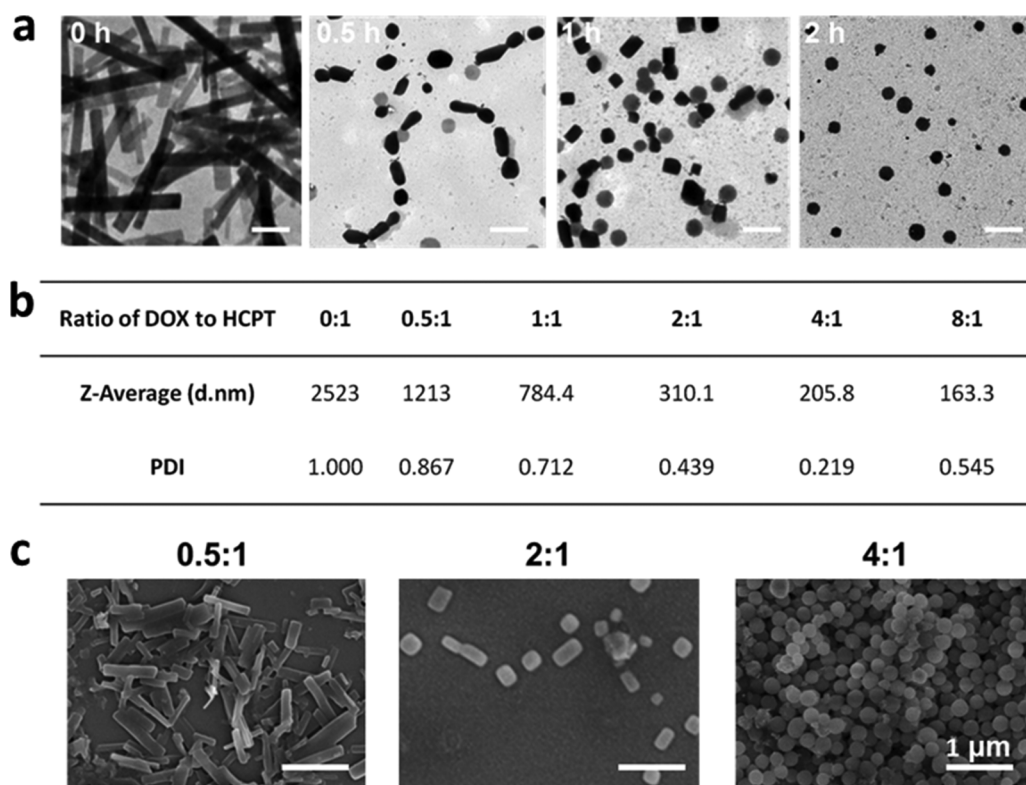 a
0 h
0.5 h
1 h
2 h
b
Ratio of DOX to HCPT 0:1 0.5:1 1:1 2:1 4:1 8:1
Z-Average (d.nm) 2523 1213 784.4 310.1 205.8 163.3
PDI 1.000 0.867 0.712 0.439 0.219 0.545
c
0.5:1
2:1
4:1
1 μm